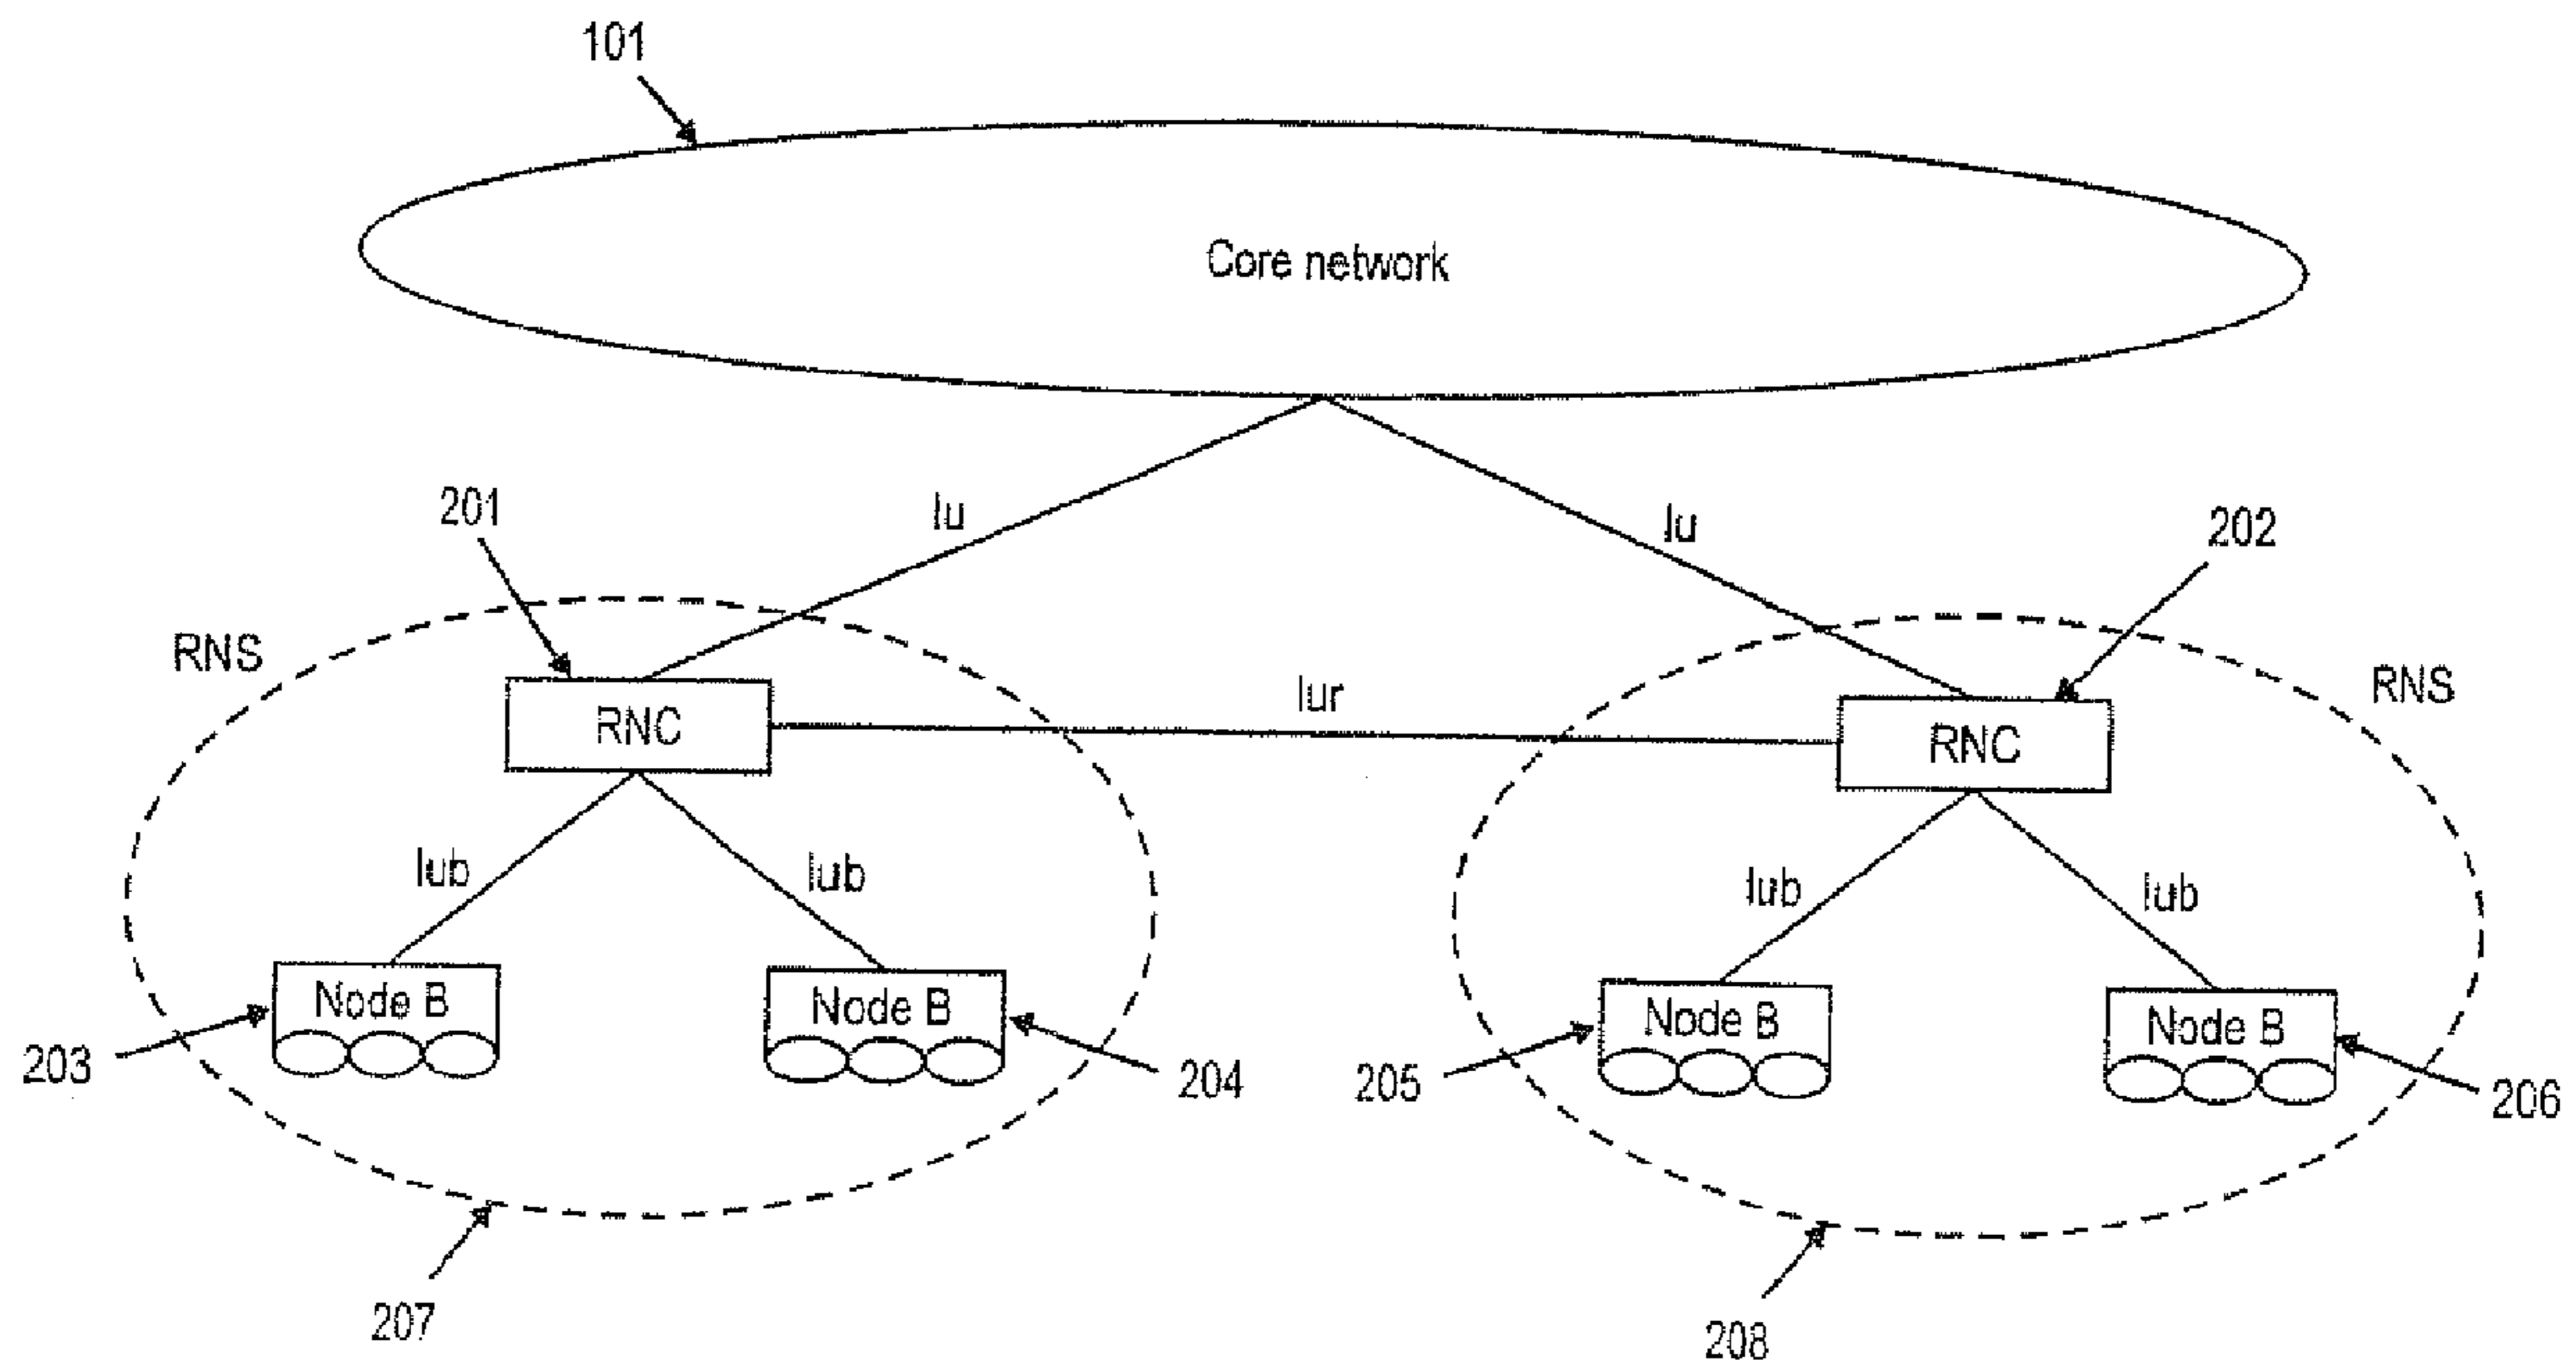 101
Core network
201
Iu
Iu
202
RNS
RNS
RNC
Iur
RNC
Iub
Iub
Iub
Iub
Node B
Node B
Node B
Node B
203
204
205
206
207
208